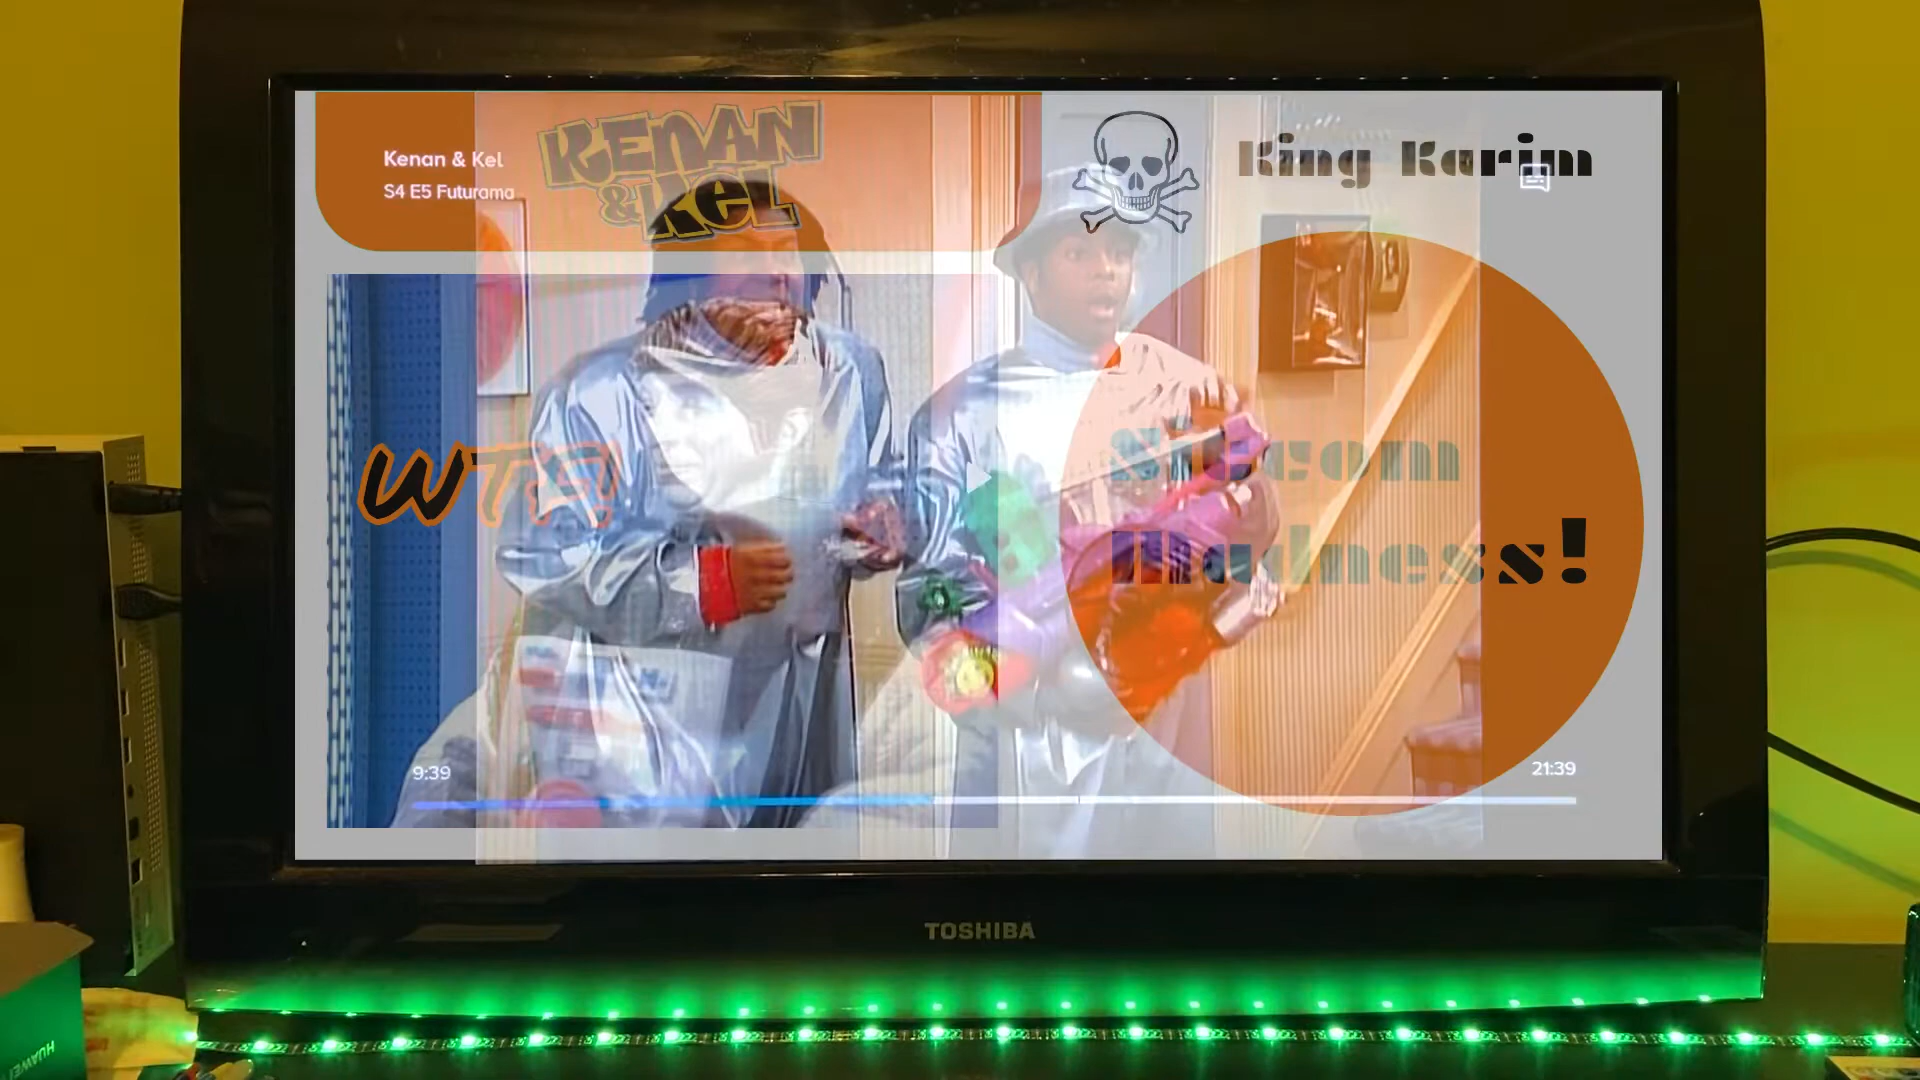 KENAN
&KEL
Kenan & Kel
S4 E5 Futurama
King Karim
WTF!
Sitcom
Madness!
9:39
21:39
TOSHIBA
HUAWEI